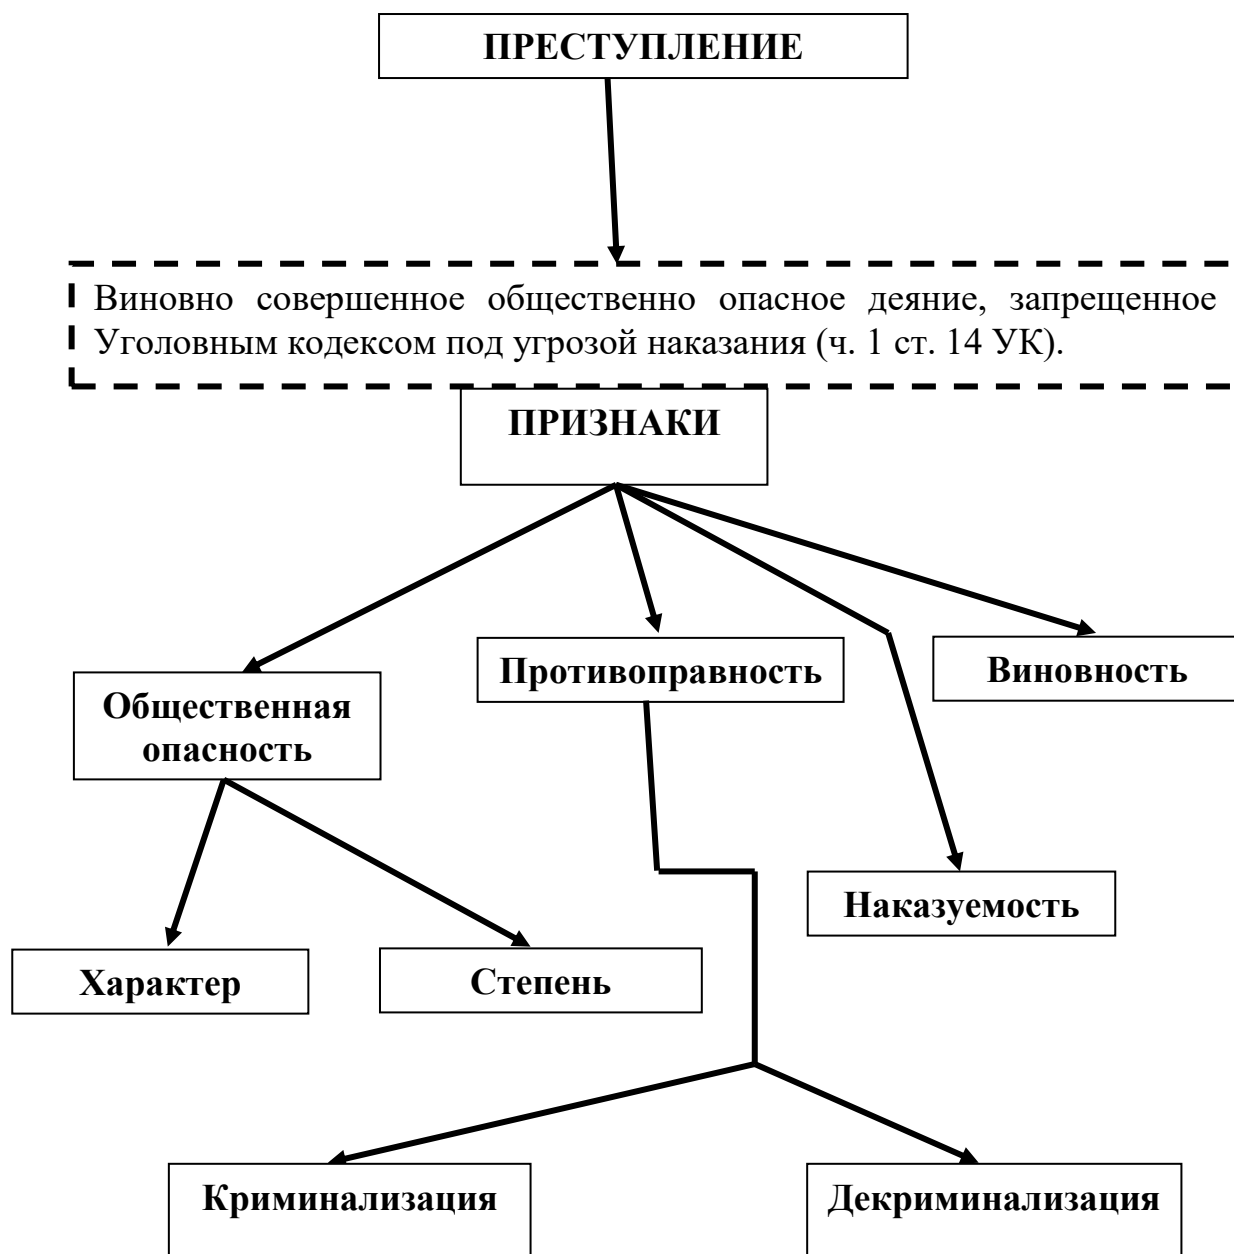 ПРЕСТУПЛЕНИЕ
Виновно совершенное общественно опасное деяние, запрещенное
Уголовным кодексом под угрозой наказания (ч. 1 ст. 14 УК).
ПРИЗНАКИ
Противоправность
Виновность
Общественная
опасность
Наказуемость
Характер
Степень
Криминализация
Декриминализация